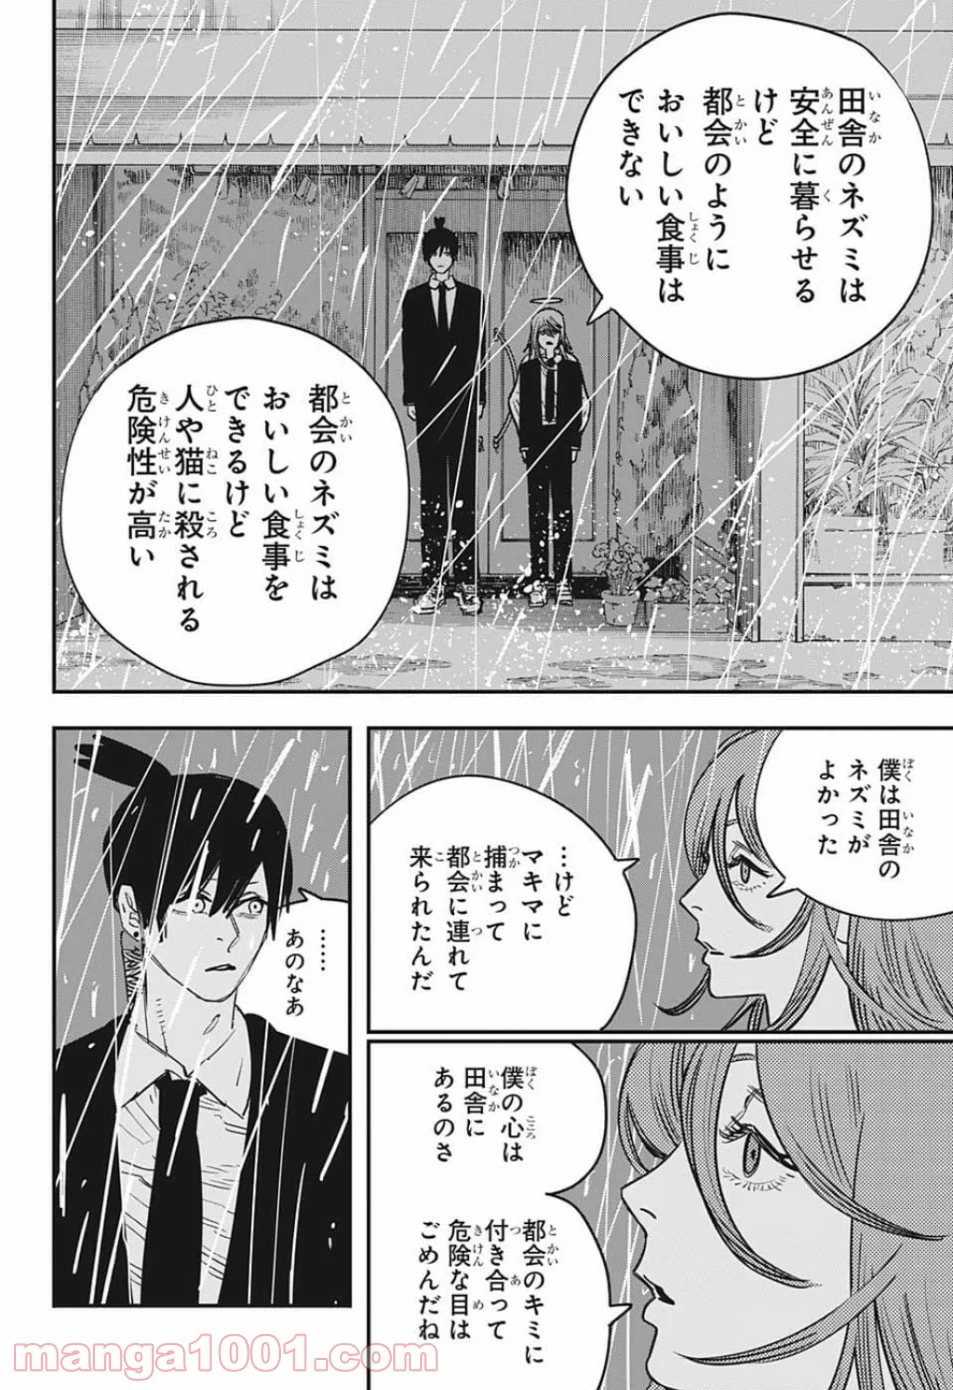 田舎のネズミは
安全に暮らせる
けど
都会のように
おいしい食事は
できない
都会のネズミは
おいしい食事を
できるけど
人や猫に殺される
危険性が高い
僕は田舎の
ネズミが
よかった
…けど
マキマに
捕まって
都会に連れて
来られたんだ
僕の心は
田舎に
あるのさ
都会のキミに
付き合って
危険な目は
ごめんだね
……
あのなあ
manga1001.com